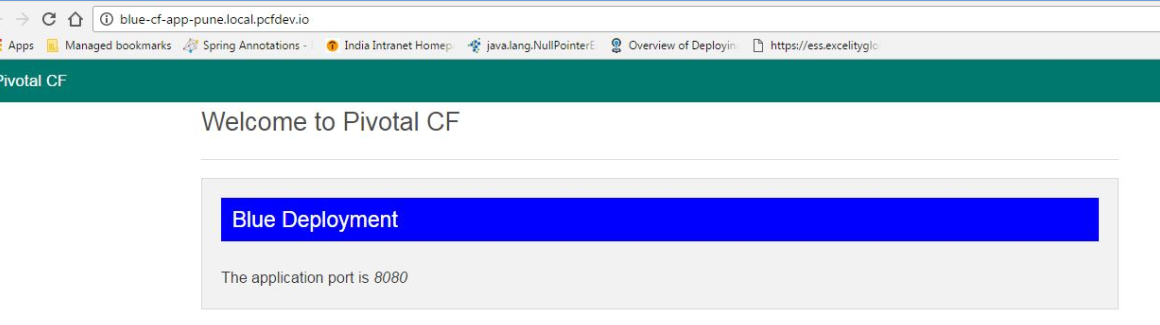 blue-cf-app-pune.local.pcfdev.io
Apps Managed bookmarks Spring Annotations - India Intranet Homep java.lang.NullPointerE Overview of Deployin https://ess.excelityglo
Pivotal CF
Welcome to Pivotal CF
Blue Deployment
The application port is 8080